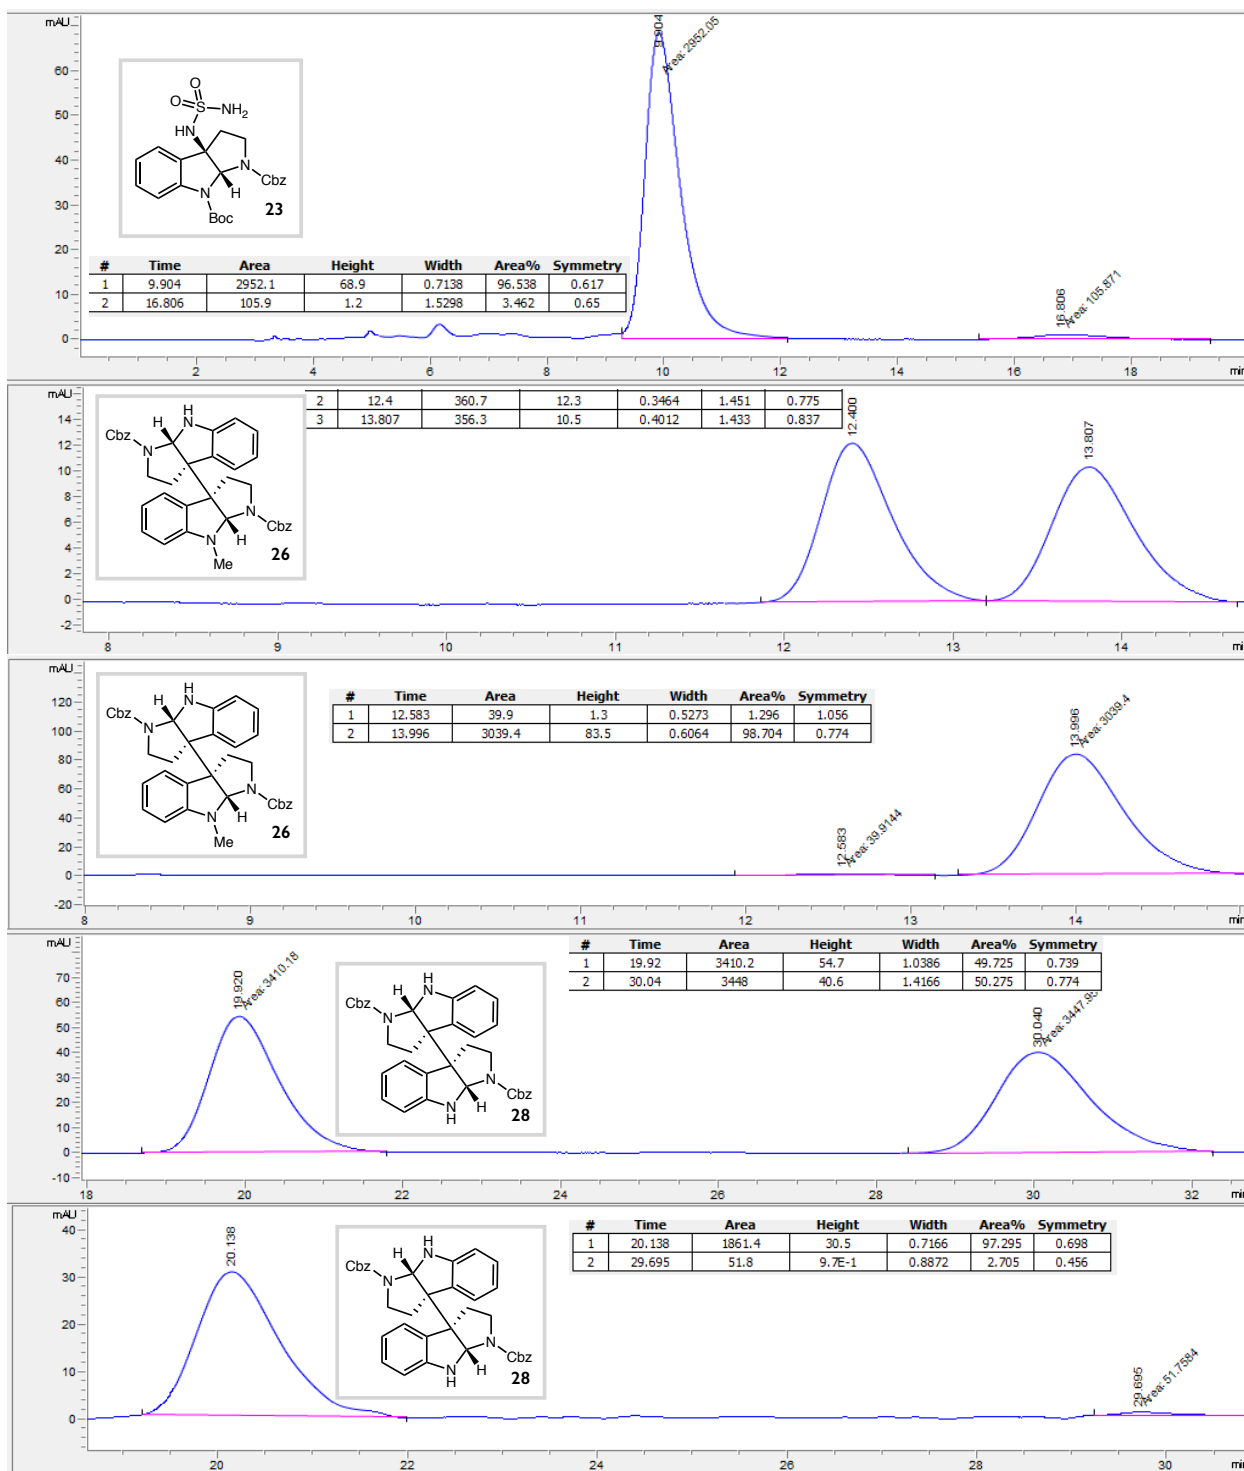 mAU
60
50
40
30
20
10
0
2 4 6 8 10 12 14 16 18 min
9.904
Area: 2952.05
16.806
Area: 105.871
O
O S NH2
HN
N Cbz
N H
Boc 23
# Time Area Height Width Area% Symmetry
1 9.904 2952.1 68.9 0.7138 96.538 0.617
2 16.806 105.9 1.2 1.5298 3.462 0.65
mAU
14
12
10
8
6
4
2
0
-2
8 9 10 11 12 13 14 min
H H N
Cbz N
N Cbz
N H
Me 26
2 12.4 360.7 12.3 0.3464 1.451 0.775
3 13.807 356.3 10.5 0.4012 1.433 0.837
12.400
13.807
mAU
120
100
80
60
40
20
0
-20
8 9 10 11 12 13 14 min
H H N
Cbz N
N Cbz
N H
Me 26
# Time Area Height Width Area% Symmetry
1 12.583 39.9 1.3 0.5273 1.296 1.056
2 13.996 3039.4 83.5 0.6064 98.704 0.774
12.583
Area: 39.9144
13.996
Area: 3039.4
mAU
70
60
50
40
30
20
10
0
-10
18 20 22 24 26 28 30 32 min
19.920
Area: 3410.18
H H N
Cbz N
N Cbz
N H
H 28
# Time Area Height Width Area% Symmetry
1 19.92 3410.2 54.7 1.0386 49.725 0.739
2 30.04 3448 40.6 1.4166 50.275 0.774
30.040
mAU
40
30
20
10
0
20 22 24 26 28 30 min
20.138
H H N
Cbz N
N Cbz
N H
H 28
# Time Area Height Width Area% Symmetry
1 20.138 1861.4 30.5 0.7166 97.295 0.698
2 29.695 51.8 9.7E-1 0.8872 2.705 0.456
29.695
Area: 51.7584